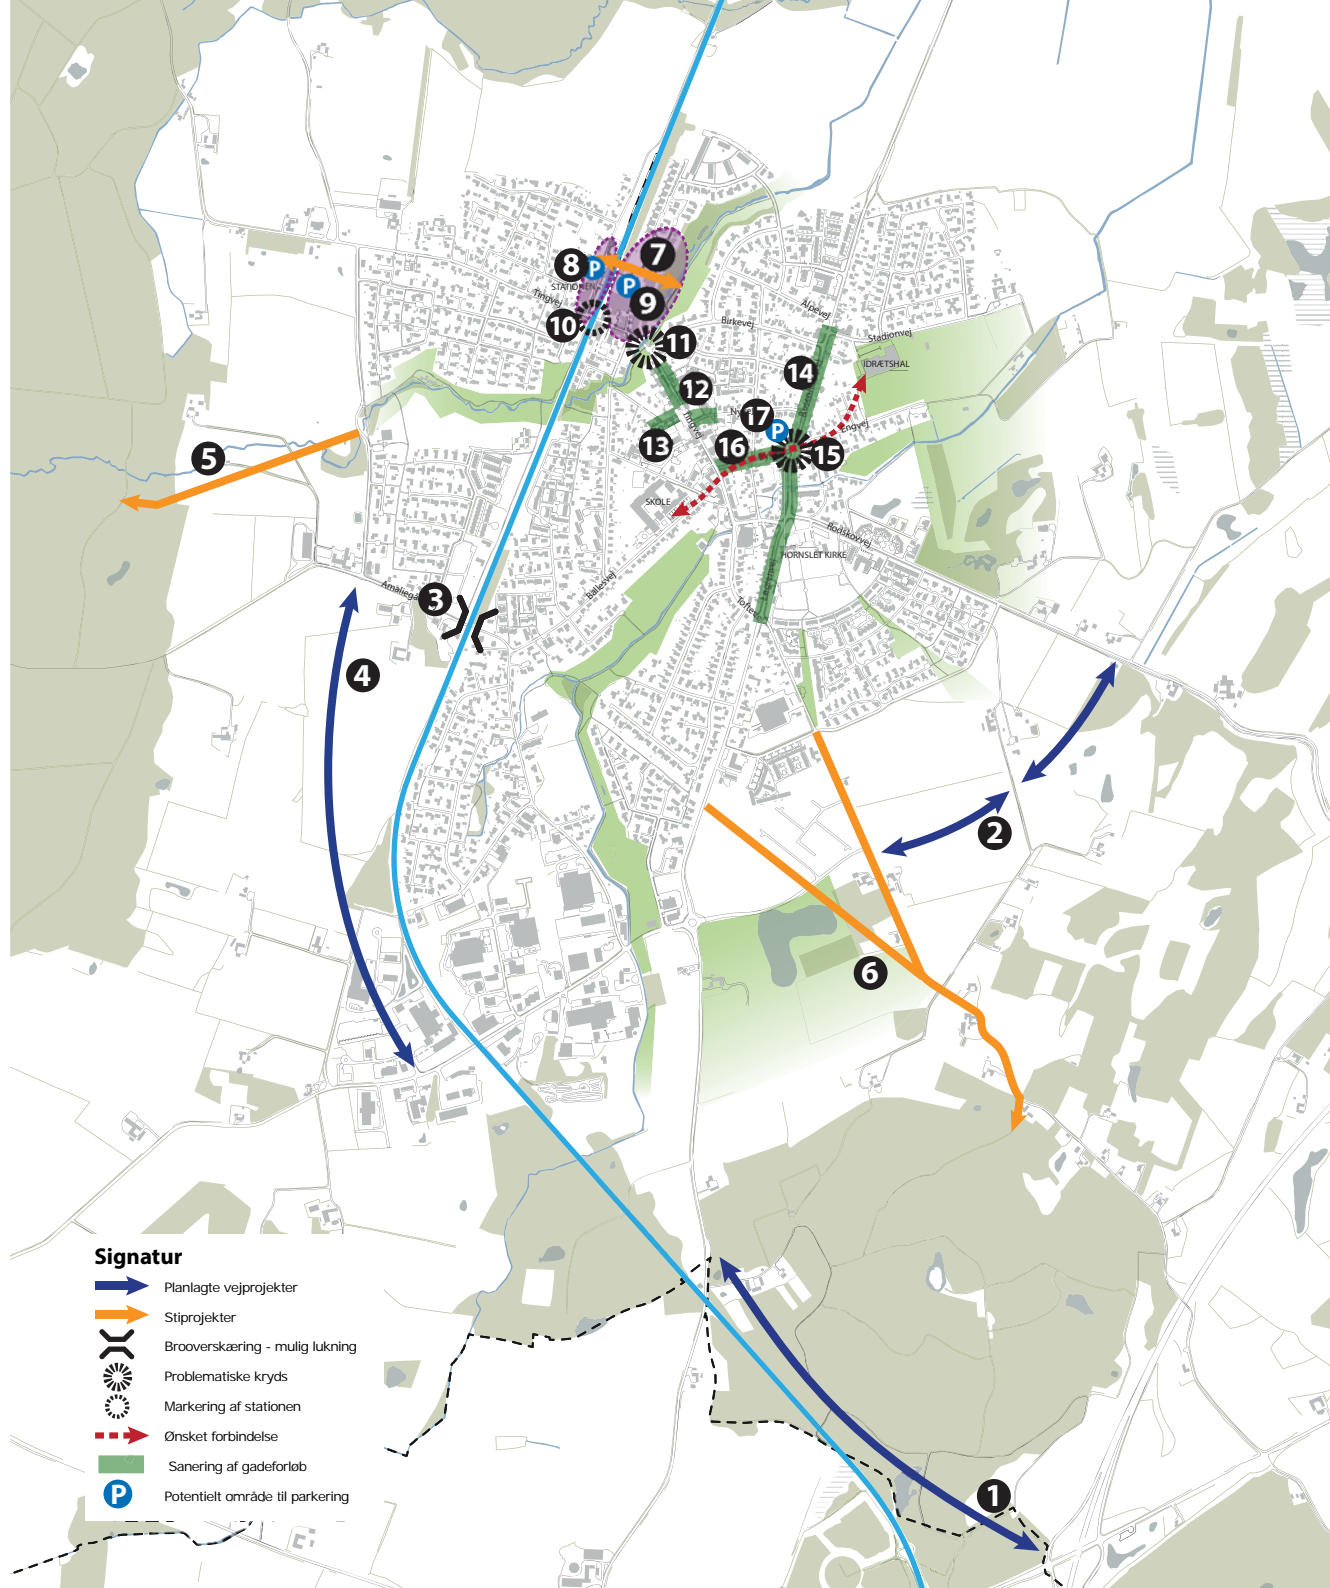 7
8
P
STATIONEN
P
9
Tingvej
10
Birkevej
Alpevej
11
Stadionvej
IDRÆTSHAL
14
12
17
P
Engvej
Tingvej
13
16
15
5
SKOLE
Rodskovvej
HORNSLET KIRKE
Ballesvej
3
4
2
6
1
Signatur
Planlagte vejprojekter
Stiprojekter
Brooverskæring - mulig lukning
Problematiske kryds
Markering af stationen
Ønsket forbindelse
Sanering af gadeforløb
P Potentielt område til parkering